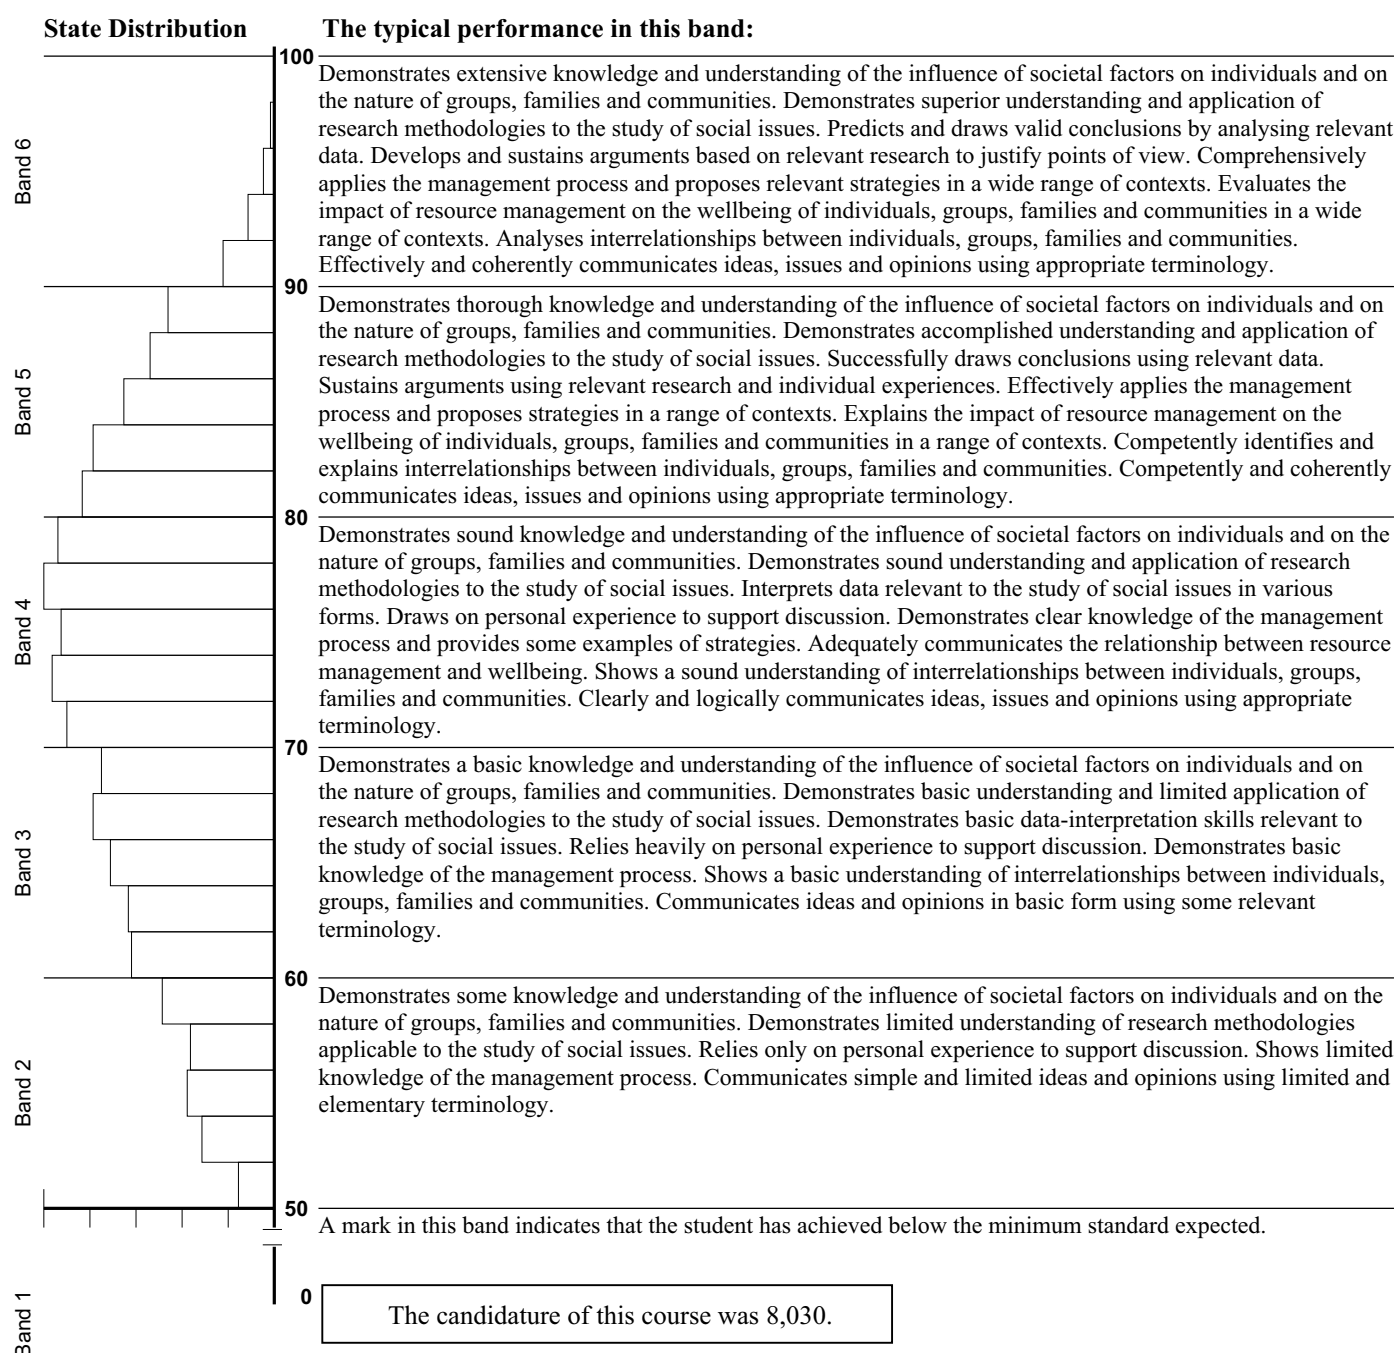 State Distribution
The typical performance in this band:
100
Band 6
Demonstrates extensive knowledge and understanding of the influence of societal factors on individuals and on
the nature of groups, families and communities. Demonstrates superior understanding and application of
research methodologies to the study of social issues. Predicts and draws valid conclusions by analysing relevant
data. Develops and sustains arguments based on relevant research to justify points of view. Comprehensively
applies the management process and proposes relevant strategies in a wide range of contexts. Evaluates the
impact of resource management on the wellbeing of individuals, groups, families and communities in a wide
range of contexts. Analyses interrelationships between individuals, groups, families and communities.
Effectively and coherently communicates ideas, issues and opinions using appropriate terminology.
90
Band 5
Demonstrates thorough knowledge and understanding of the influence of societal factors on individuals and on
the nature of groups, families and communities. Demonstrates accomplished understanding and application of
research methodologies to the study of social issues. Successfully draws conclusions using relevant data.
Sustains arguments using relevant research and individual experiences. Effectively applies the management
process and proposes strategies in a range of contexts. Explains the impact of resource management on the
wellbeing of individuals, groups, families and communities in a range of contexts. Competently identifies and
explains interrelationships between individuals, groups, families and communities. Competently and coherently
communicates ideas, issues and opinions using appropriate terminology.
80
Band 4
Demonstrates sound knowledge and understanding of the influence of societal factors on individuals and on the
nature of groups, families and communities. Demonstrates sound understanding and application of research
methodologies to the study of social issues. Interprets data relevant to the study of social issues in various
forms. Draws on personal experience to support discussion. Demonstrates clear knowledge of the management
process and provides some examples of strategies. Adequately communicates the relationship between resource
management and wellbeing. Shows a sound understanding of interrelationships between individuals, groups,
families and communities. Clearly and logically communicates ideas, issues and opinions using appropriate
terminology.
70
Band 3
Demonstrates a basic knowledge and understanding of the influence of societal factors on individuals and on
the nature of groups, families and communities. Demonstrates basic understanding and limited application of
research methodologies to the study of social issues. Demonstrates basic data-interpretation skills relevant to
the study of social issues. Relies heavily on personal experience to support discussion. Demonstrates basic
knowledge of the management process. Shows a basic understanding of interrelationships between individuals,
groups, families and communities. Communicates ideas and opinions in basic form using some relevant
terminology.
60
Band 2
Demonstrates some knowledge and understanding of the influence of societal factors on individuals and on the
nature of groups, families and communities. Demonstrates limited understanding of research methodologies
applicable to the study of social issues. Relies only on personal experience to support discussion. Shows limited
knowledge of the management process. Communicates simple and limited ideas and opinions using limited and
elementary terminology.
50
A mark in this band indicates that the student has achieved below the minimum standard expected.
Band 1
0
The candidature of this course was 8,030.